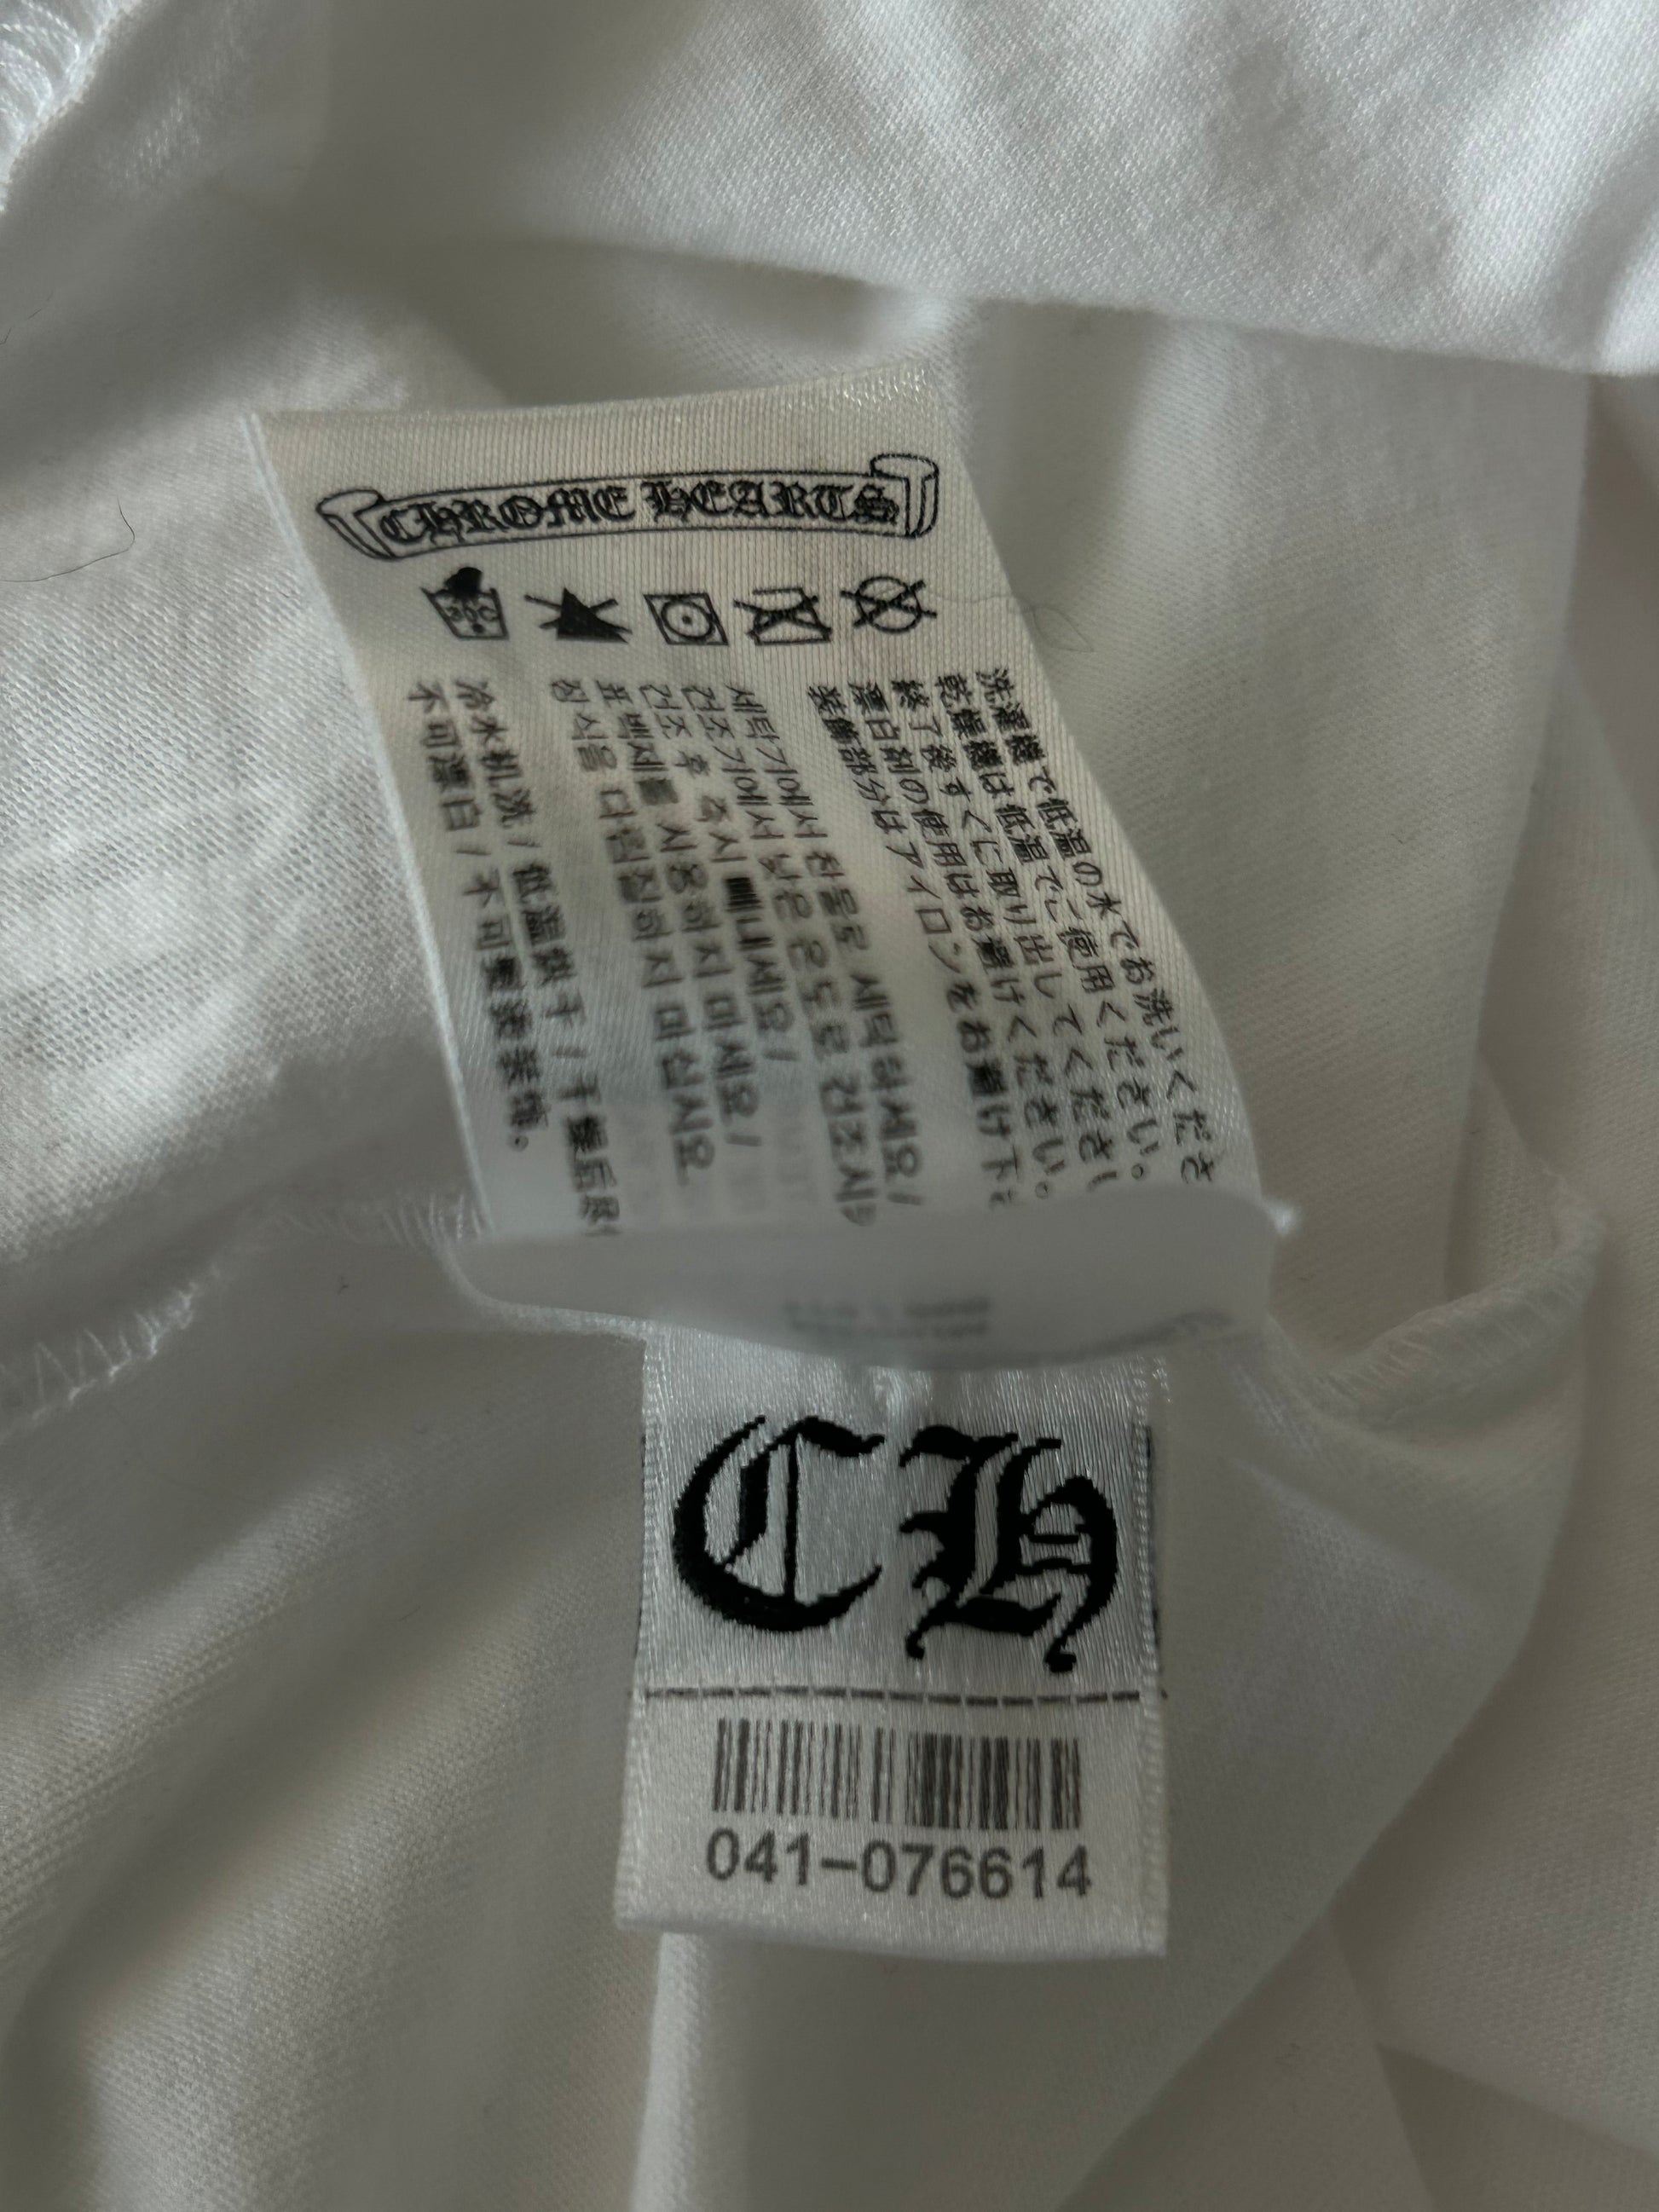 CHROME HEARTS
洗濯機で低温の水でお洗いくださ
乾燥機は低温でご使用ください。
終了後すぐに取り出してくださ
漂白剤の使用はお避けください。
装飾部分はアイロンをお避け下
세탁기에서 찬물로 세탁하세요 /
건조기에서 낮은 온도로 건조시
건조 후 즉시 빼내세요 /
표백제를 사용하지 마세요 /
장식을 다림질하지 마십시오
冷水机洗 / 低温烘干 / 干燥后尽
不可漂白 / 不可熨烫装饰。
CH
041-076614